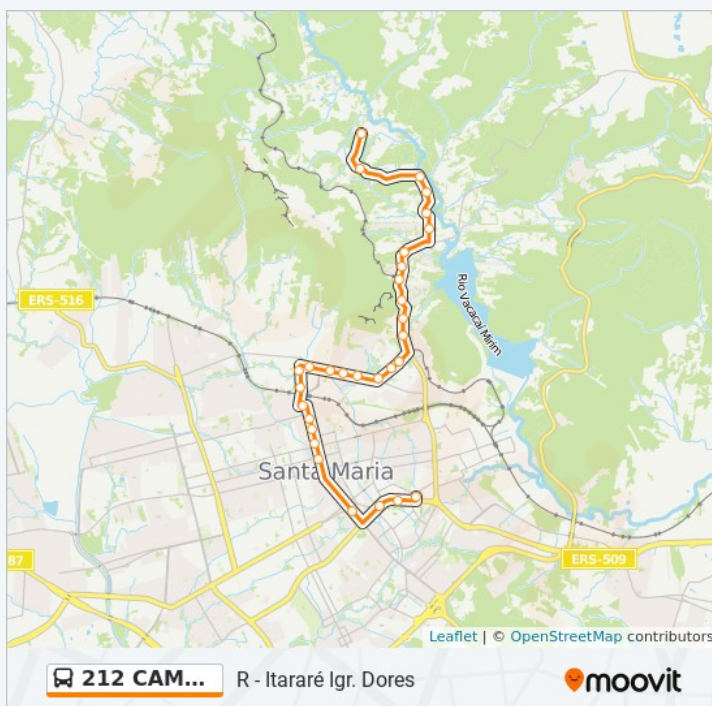 ERS-516
Rio Vacacaí Mirim
Santa Maria
87
ERS-509
Leaflet | © OpenStreetMap contributors
212 CAM... R - Itararé Igr. Dores moovit